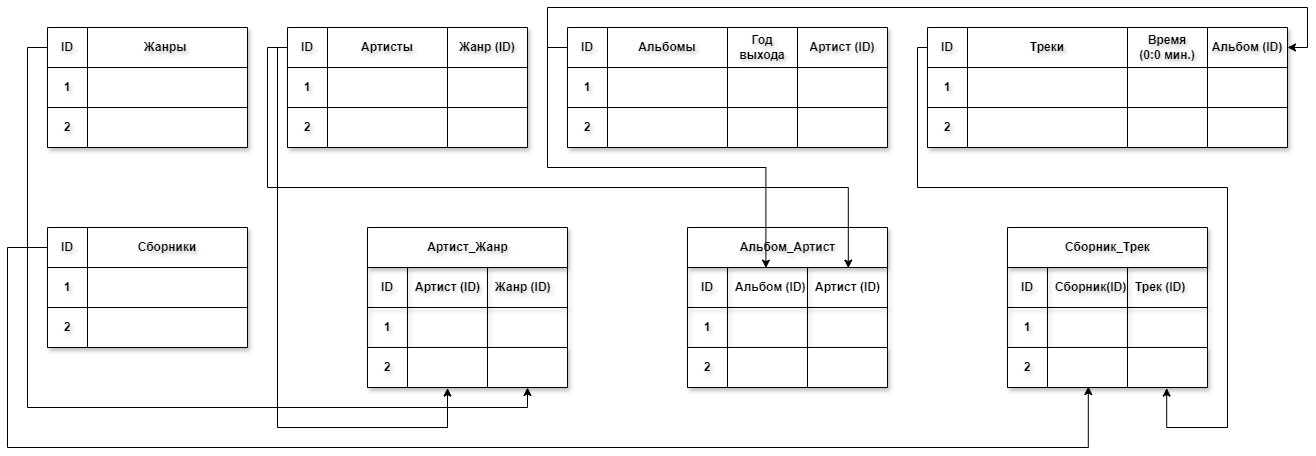 ID Жанры
1
2
ID Артисты Жанр (ID)
1
2
ID Альбомы Год выхода Артист (ID)
1
2
ID Треки Время (0:0 мин.) Альбом (ID)
1
2
ID Сборники
1
2
Артист_Жанр
ID Артист (ID) Жанр (ID)
1
2
Альбом_Артист
ID Альбом (ID) Артист (ID)
1
2
Сборник_Трек
ID Сборник(ID) Трек (ID)
1
2